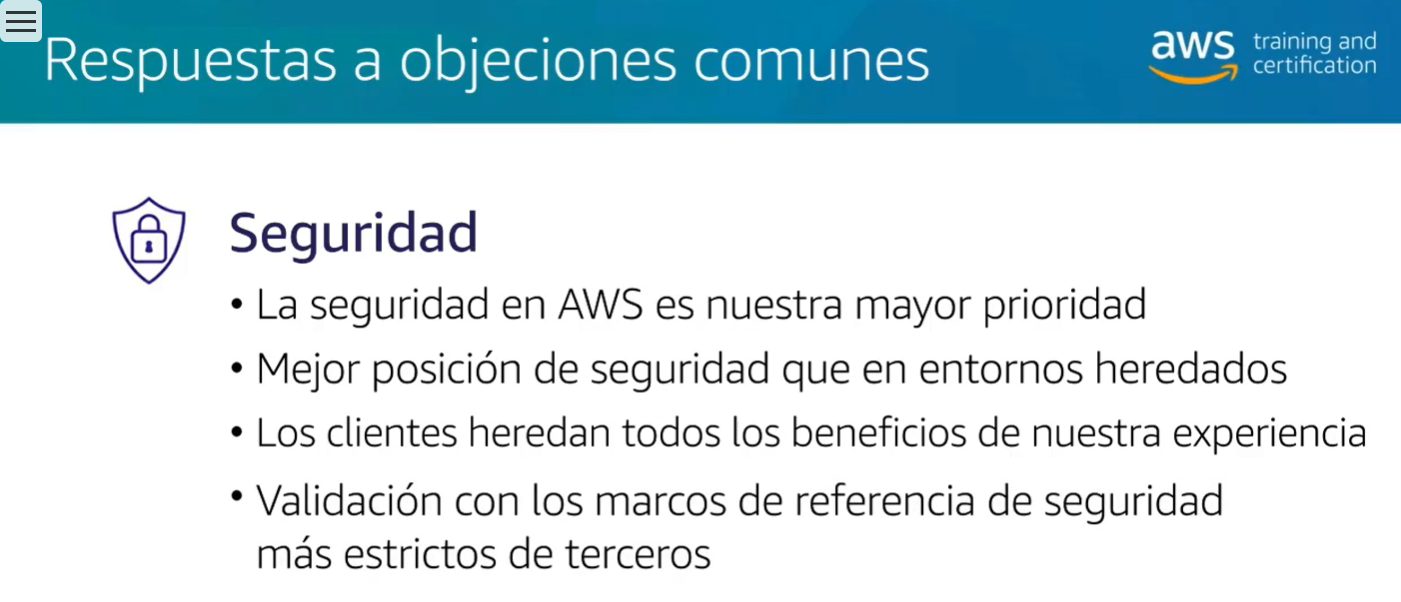 Respuestas a objeciones comunes
aws training and
certification
Seguridad
• La seguridad en AWS es nuestra mayor prioridad
• Mejor posición de seguridad que en entornos heredados
• Los clientes heredan todos los beneficios de nuestra experiencia
• Validación con los marcos de referencia de seguridad
más estrictos de terceros